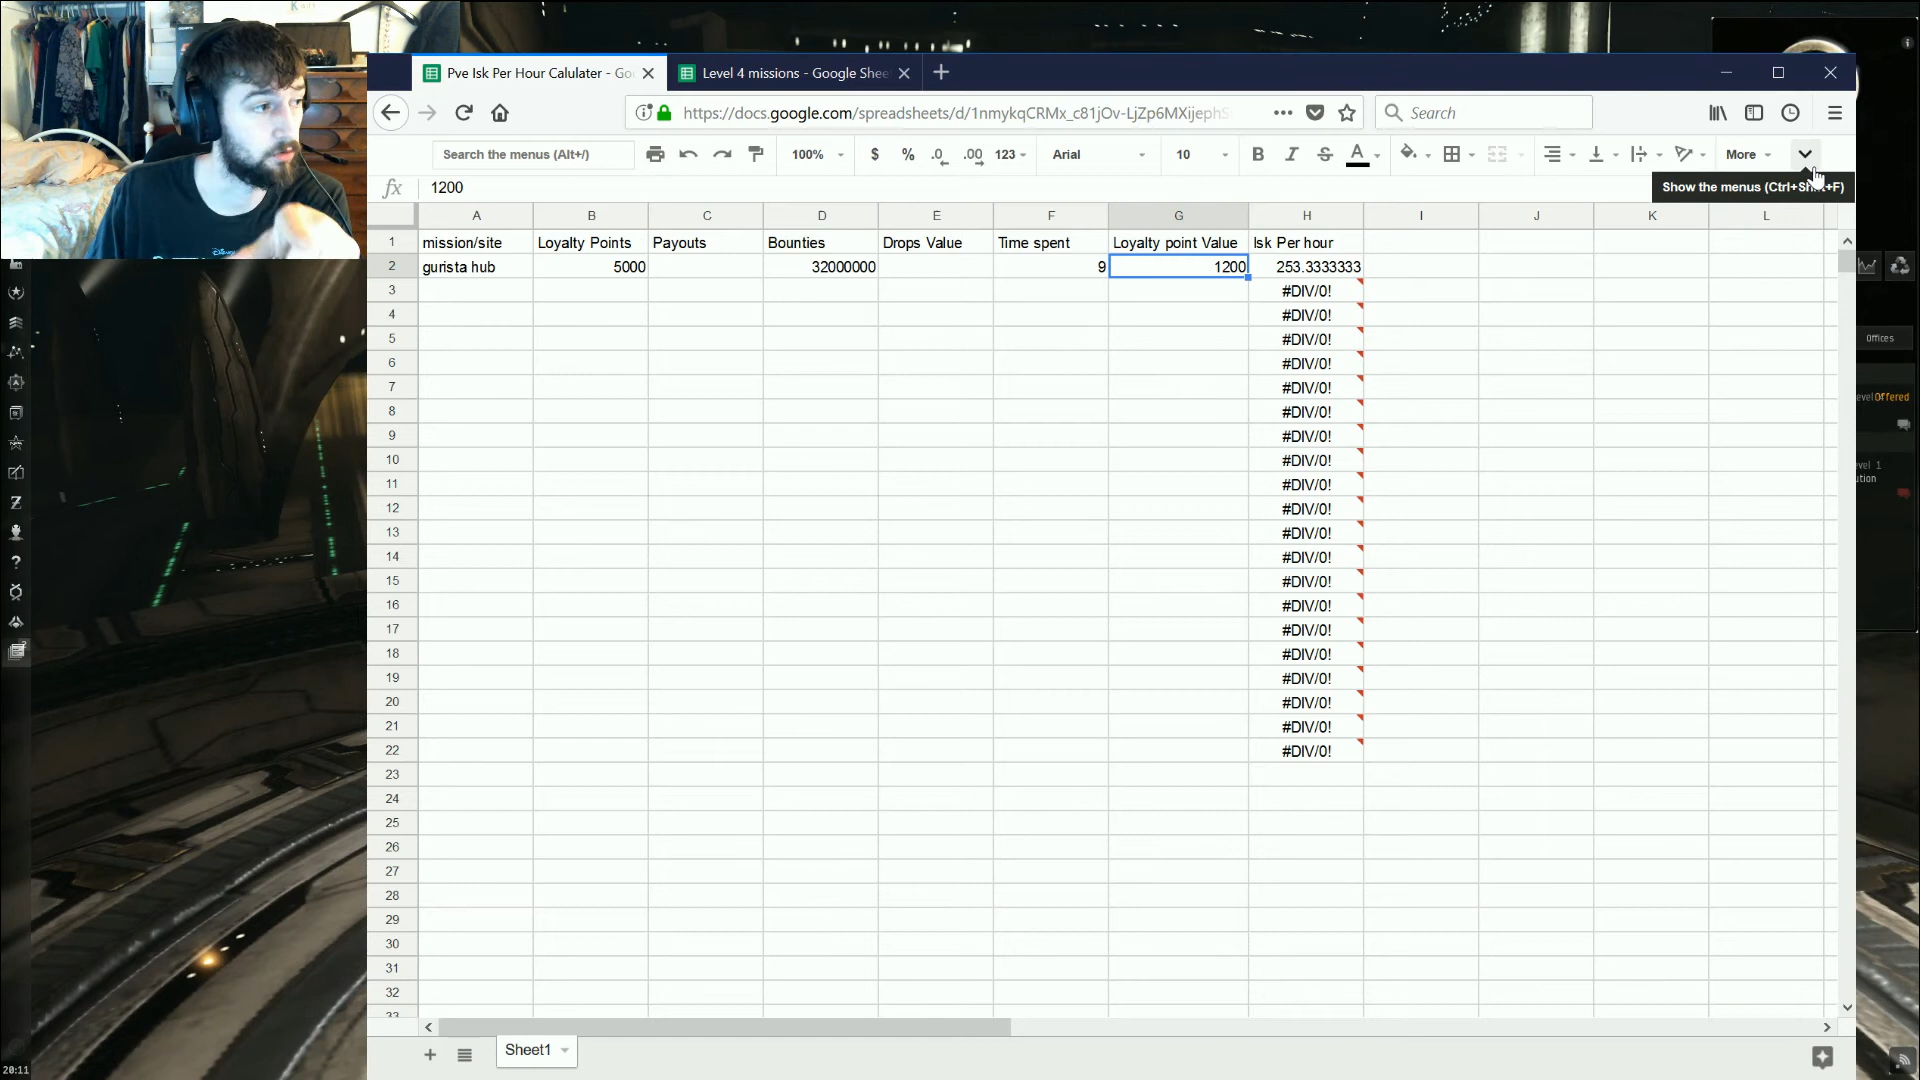 Pve Isk Per Hour Calulater - Go
Level 4 missions - Google Shee
https://docs.google.com/spreadsheets/d/1nmykqCRMx_c81jOv-LjZp6MXijephS
Search
Search the menus (Alt+/)
100%
$
%
.0
.00
123
Arial
10
B
I
S
A
More
Show the menus (Ctrl+Sh
+F)
fx
1200
A B C D E F G H I J K L
1 mission/site Loyalty Points Payouts Bounties Drops Value Time spent Loyalty point Value Isk Per hour
2 gurista hub 5000 32000000 9 1200 253.3333333
3 #DIV/0!
4 #DIV/0!
5 #DIV/0!
6 #DIV/0!
7 #DIV/0!
8 #DIV/0!
9 #DIV/0!
10 #DIV/0!
11 #DIV/0!
12 #DIV/0!
13 #DIV/0!
14 #DIV/0!
15 #DIV/0!
16 #DIV/0!
17 #DIV/0!
18 #DIV/0!
19 #DIV/0!
20 #DIV/0!
21 #DIV/0!
22 #DIV/0!
23
24
25
26
27
28
29
30
31
32
Sheet1
Offices
evel Offered
evel 1
ution
20:11